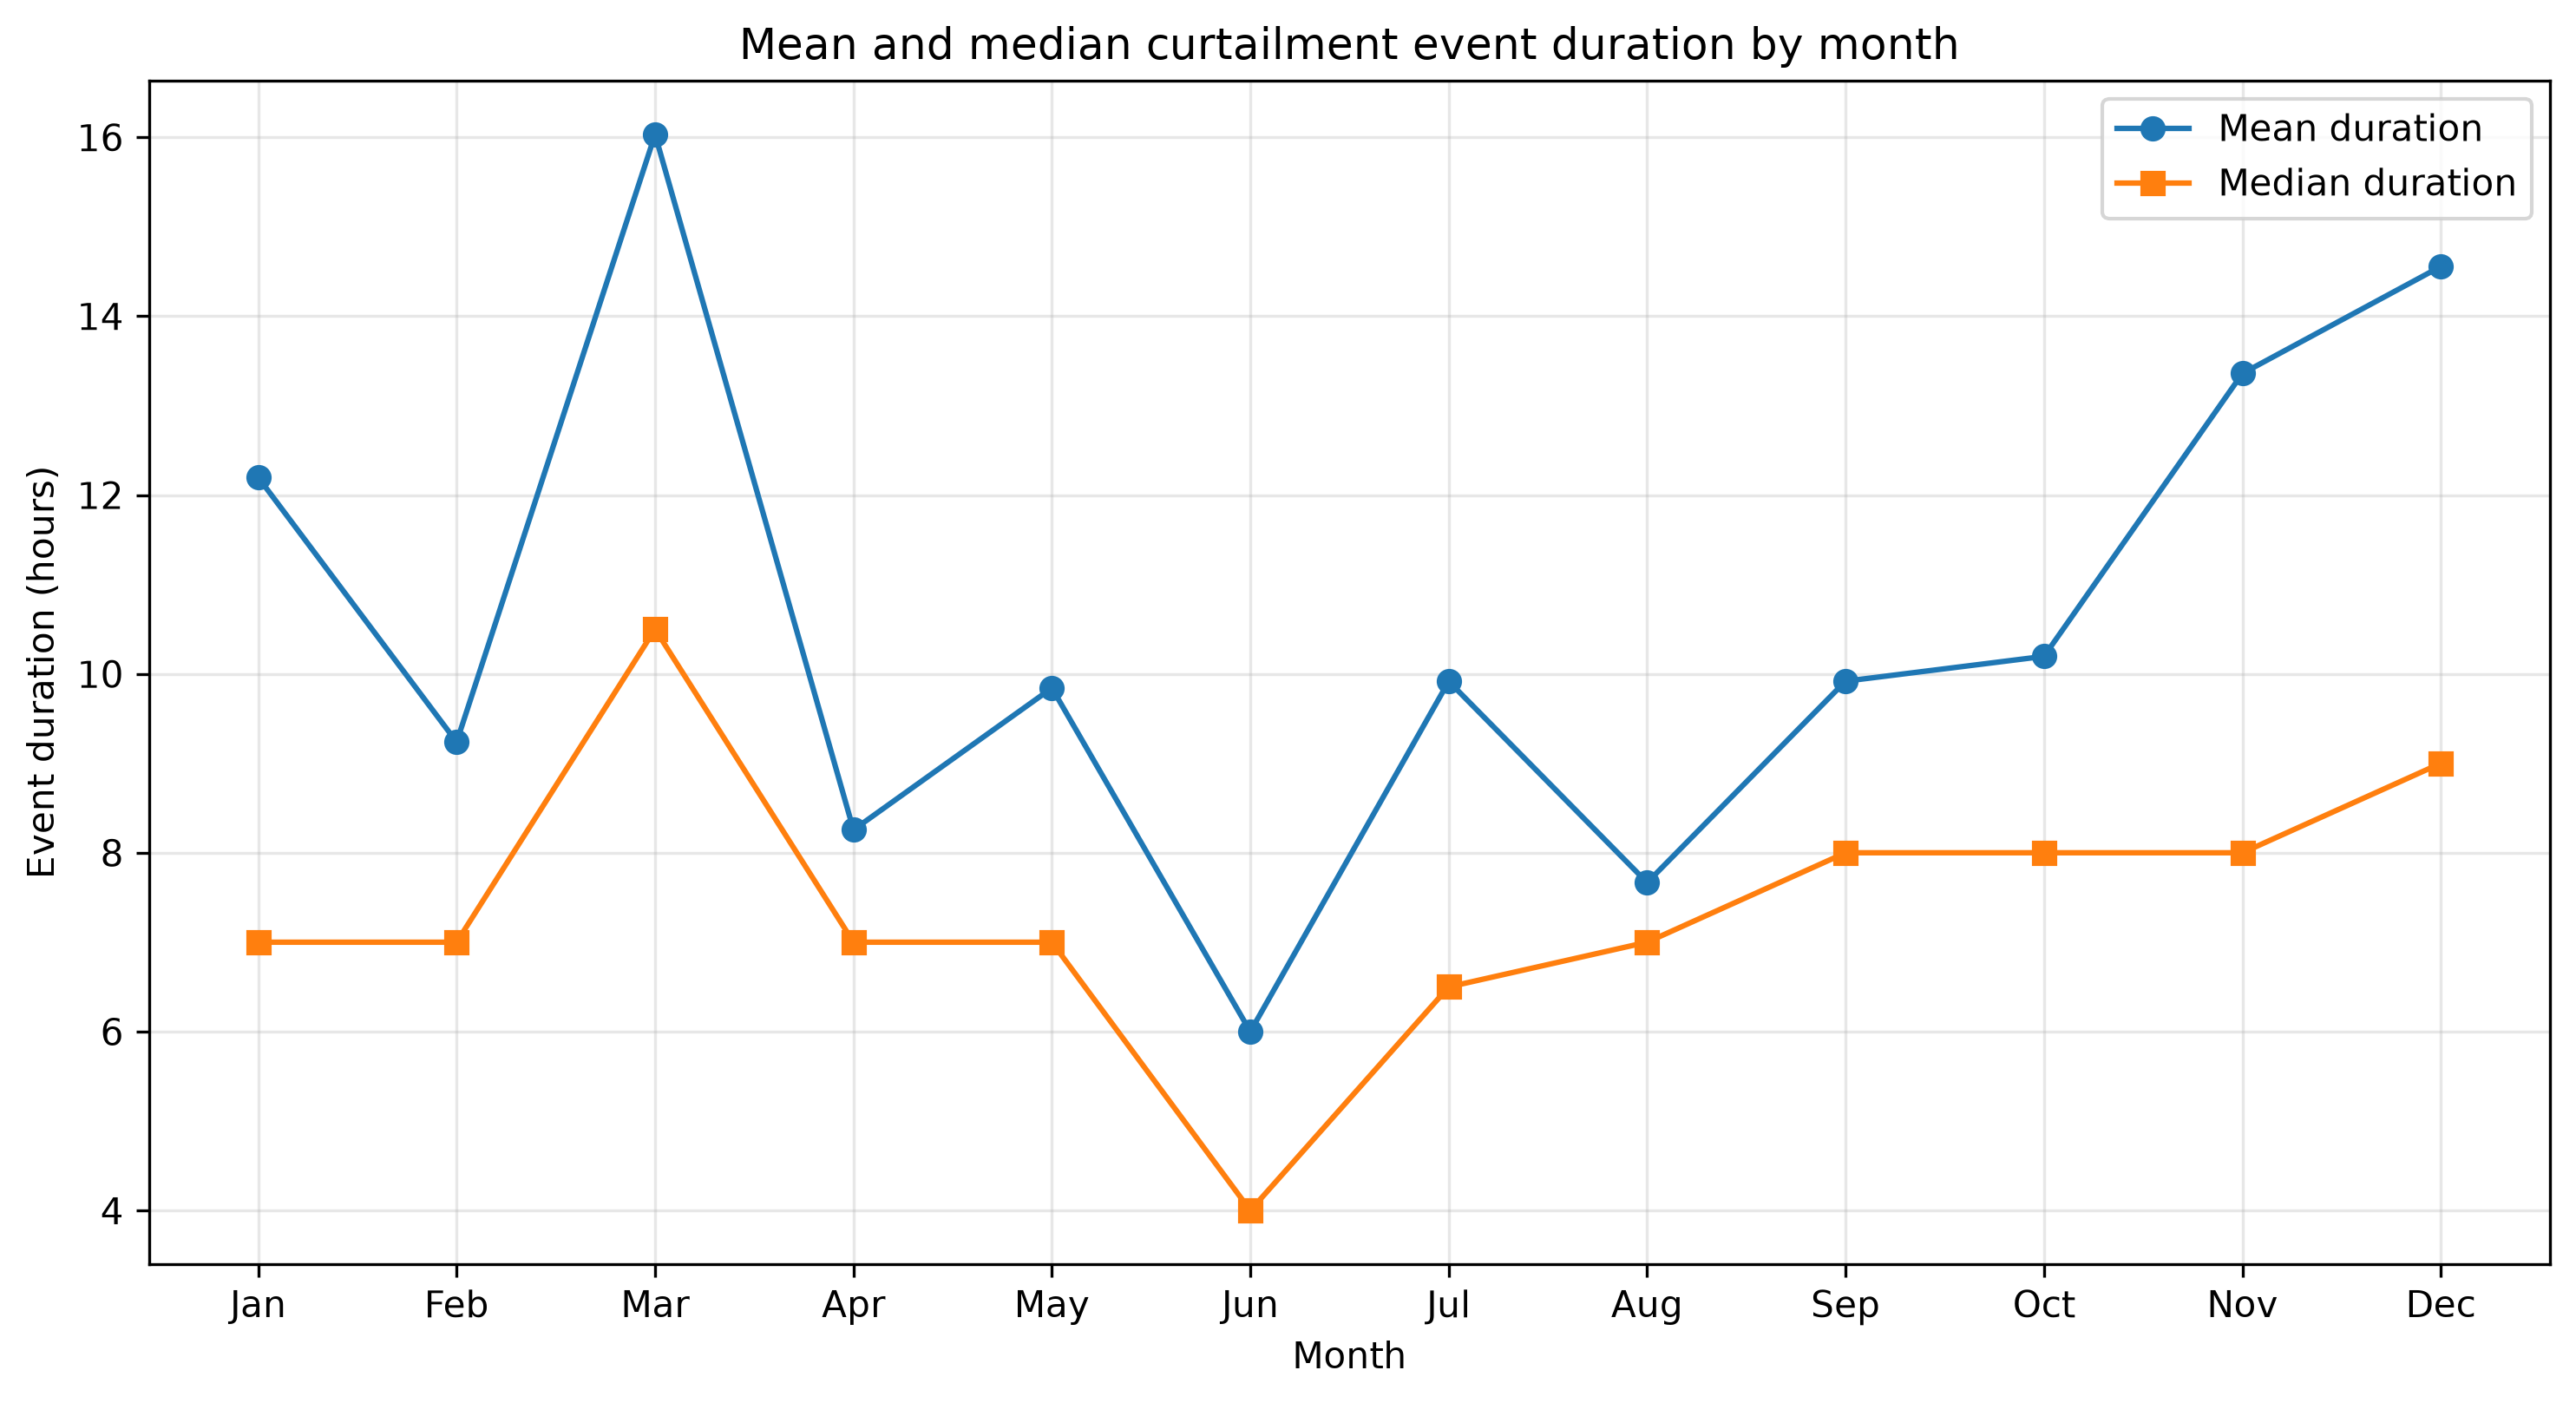 Mean and median curtailment event duration by month
Mean duration
Median duration
Event duration (hours)
16
14
12
10
8
6
4
Jan Feb Mar Apr May Jun Jul Aug Sep Oct Nov Dec
Month